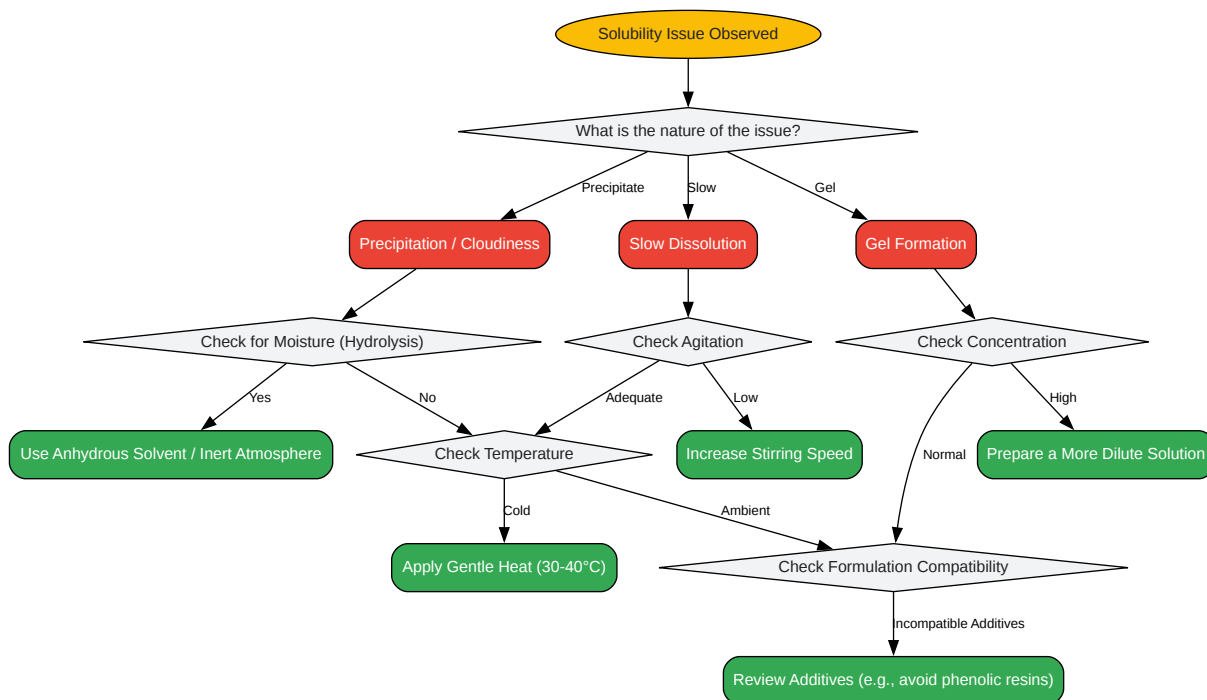 Solubility Issue Observed
What is the nature of the issue?
Precipitate
Slow
Gel
Precipitation / Cloudiness
Slow Dissolution
Gel Formation
Check for Moisture (Hydrolysis)
Check Agitation
Check Concentration
Yes
No
Adequate
Low
High
Use Anhydrous Solvent / Inert Atmosphere
Check Temperature
Increase Stirring Speed
Normal
Prepare a More Dilute Solution
Cold
Ambient
Apply Gentle Heat (30-40°C)
Check Formulation Compatibility
Incompatible Additives
Review Additives (e.g., avoid phenolic resins)